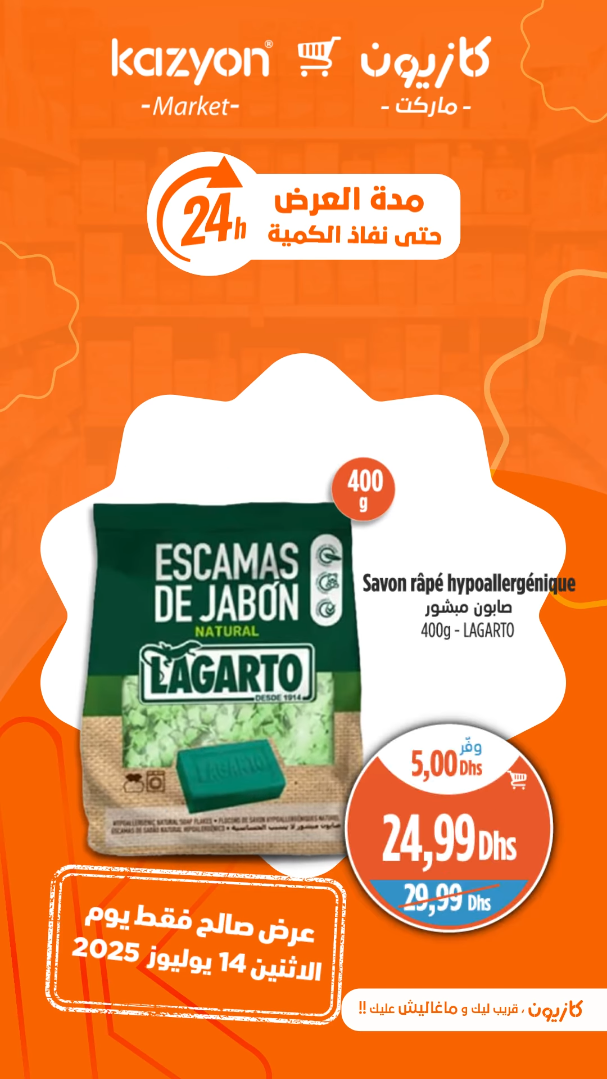 kazyon®
كازيون
-Market-
- ماركت -
24h
مدة العرض
حتى نفاذ الكمية
400
g
ESCAMAS
DE JABÓN
NATURAL
LAGARTO
DESDE 1914
LAGARTO
Savon râpé hypoallergénique
صابون مبشور
400g - LAGARTO
وفّر
5,00 Dhs
24,99 Dhs
29,99 Dhs
عرض صالح فقط يوم
الاثنين 14 يوليوز 2025
كازيون ، قريب ليك و ماغاليش عليك !!